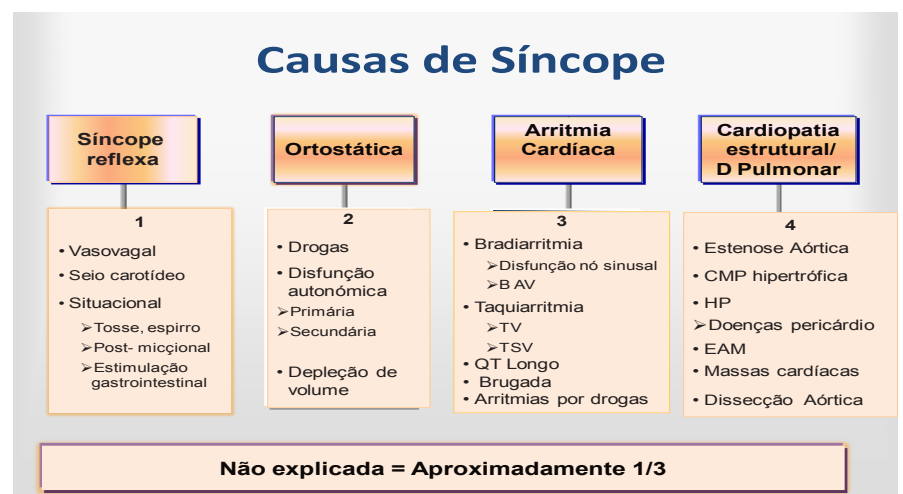 Causas de Síncope
Síncope
reflexa
1
• Vasovagal
• Seio carotídeo
• Situacional
➢Tosse, espirro
➢Post- micçional
➢Estimulação
gastrointestinal
Ortostática
2
• Drogas
• Disfunção
autonómica
➢Primária
➢Secundária
• Depleção de
volume
Arritmia
Cardíaca
3
• Bradiarritmia
➢Disfunção nó sinusal
➢B AV
• Taquiarritmia
➢TV
➢TSV
• QT Longo
• Brugada
• Arritmias por drogas
Cardiopatia
estrutural/
D Pulmonar
4
• Estenose Aórtica
• CMP hipertrófica
• HP
➢Doenças pericárdio
• EAM
• Massas cardíacas
• Dissecção Aórtica
Não explicada = Aproximadamente 1/3